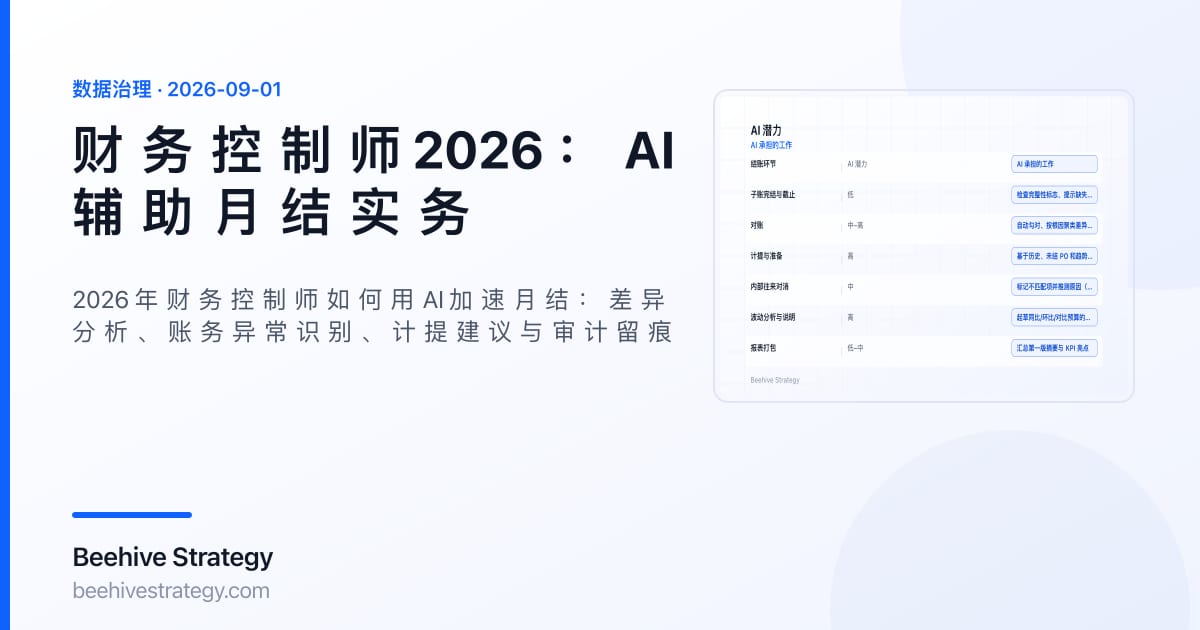 数据治理 · 2026-09-01
财务控制师2026： AI
辅助月结实务
2026年财务控制师如何用AI加速月结：差异
分析、账务异常识别、计提建议与审计留痕
AI 潜力
AI 承担的工作
结账环节 AI 潜力 AI 承担的工作
子账完结与截止 低 检查完整性标志、提示缺失...
对账 中–高 自动勾对、按根因聚类差异...
计提与准备 高 基于历史、未结 PO 和趋势...
内部往来对消 中 标记不匹配项并推测原因（...
波动分析与说明 高 起草同比/环比/对比预算的...
报表打包 低–中 汇总第一版摘要与 KPI 亮点
Beehive Strategy
Beehive Strategy
beehivestrategy.com